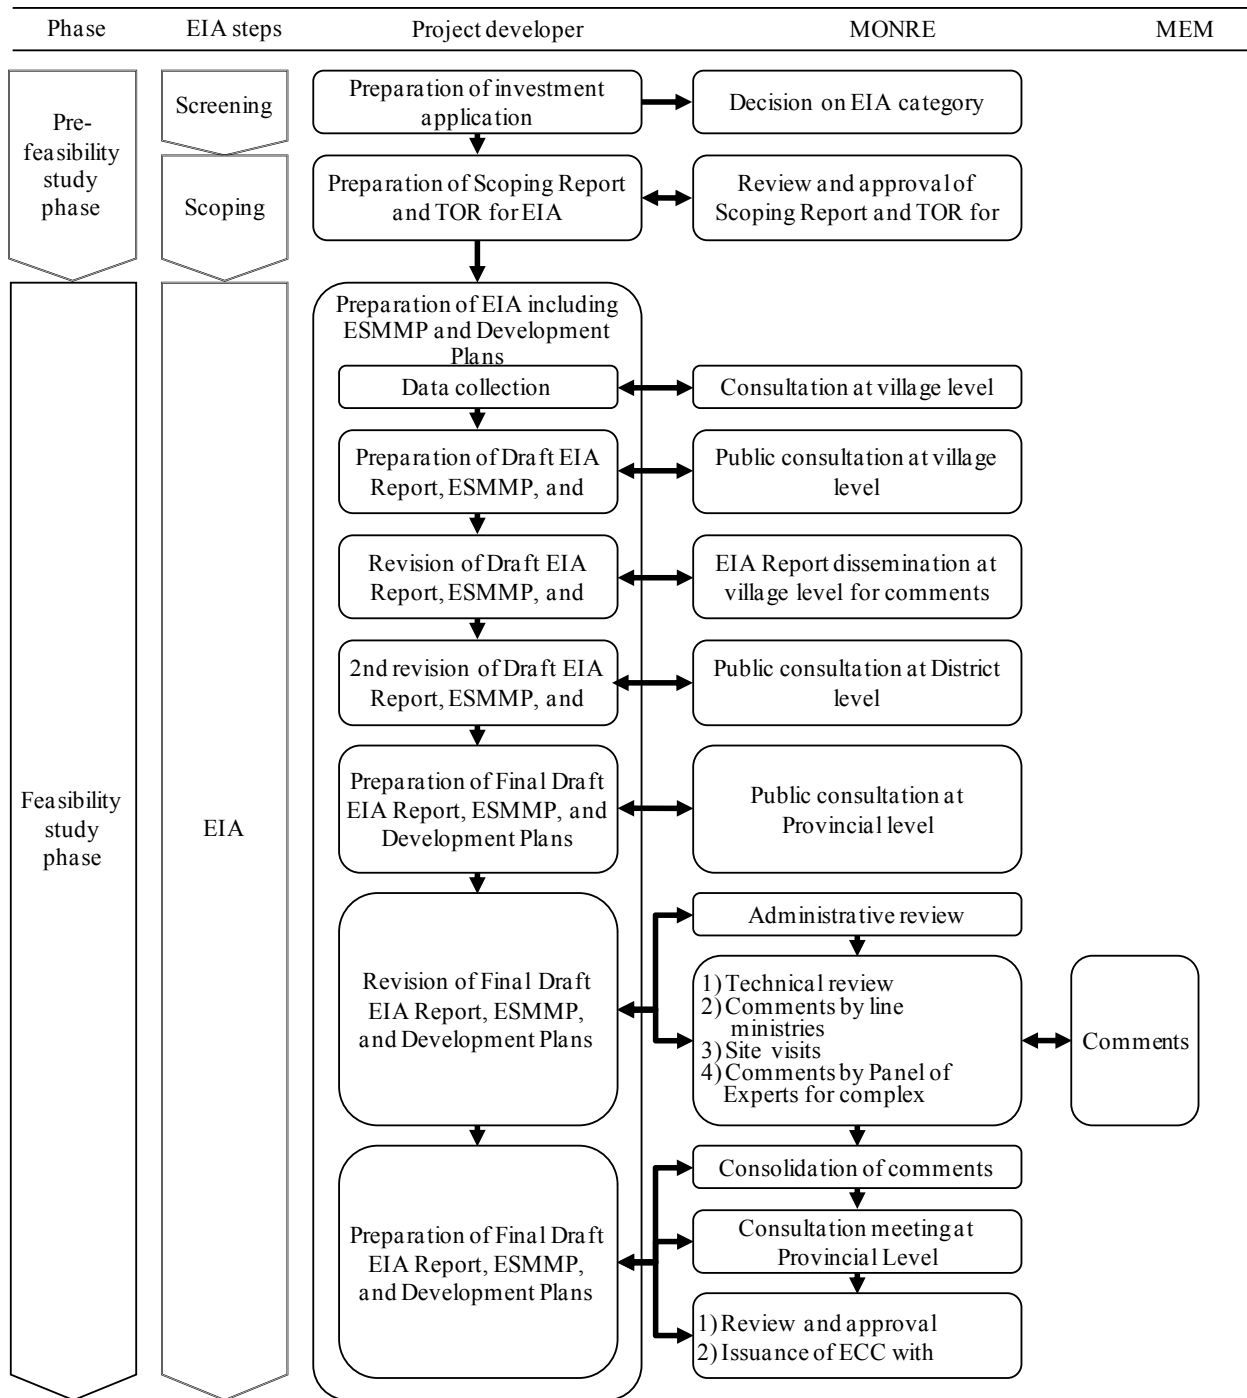 Phase EIA steps Project developer MONRE MEM
Pre-
feasibility
study
phase
Screening
Preparation of investment
application
Decision on EIA category
Scoping
Preparation of Scoping Report
and TOR for EIA
Review and approval of
Scoping Report and TOR for
Feasibility
study
phase
EIA
Preparation of EIA including
ESMMP and Development
Plans
Data collection
Consultation at village level
Preparation of Draft EIA
Report, ESMMP, and
Public consultation at village
level
Revision of Draft EIA
Report, ESMMP, and
EIA Report dissemination at
village level for comments
2nd revision of Draft EIA
Report, ESMMP, and
Public consultation at District
level
Preparation of Final Draft
EIA Report, ESMMP, and
Development Plans
Public consultation at
Provincial level
Revision of Final Draft
EIA Report, ESMMP,
and Development Plans
Administrative review
1) Technical review
2) Comments by line
ministries
3) Site visits
4) Comments by Panel of
Experts for complex
Comments
Preparation of Final Draft
EIA Report, ESMMP,
and Development Plans
Consolidation of comments
Consultation meeting at
Provincial Level
1) Review and approval
2) Issuance of ECC with